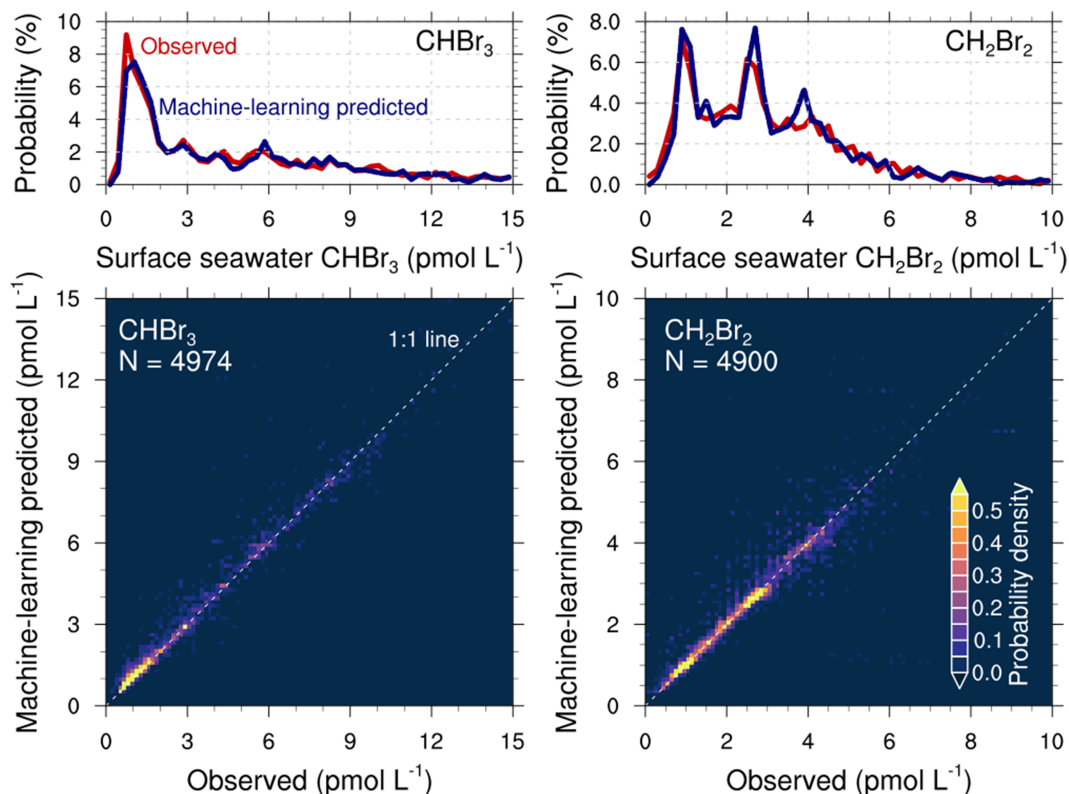 Probability (%)
10
8
6
4
2
0
Observed
CHBr3
Machine-learning predicted
0 3 6 9 12 15
Surface seawater CHBr3 (pmol L-1)
Probability (%)
8.0
6.0
4.0
2.0
0.0
CH2Br2
0 2 4 6 8 10
Surface seawater CH2Br2 (pmol L-1)
Machine-learning predicted (pmol L-1)
15
12
9
6
3
0
CHBr3
N = 4974
1:1 line
0 3 6 9 12 15
Observed (pmol L-1)
Machine-learning predicted (pmol L-1)
10
8
6
4
2
0
CH2Br2
N = 4900
0.5
0.4
0.3
0.2
0.1
0.0
Probability density
0 2 4 6 8 10
Observed (pmol L-1)